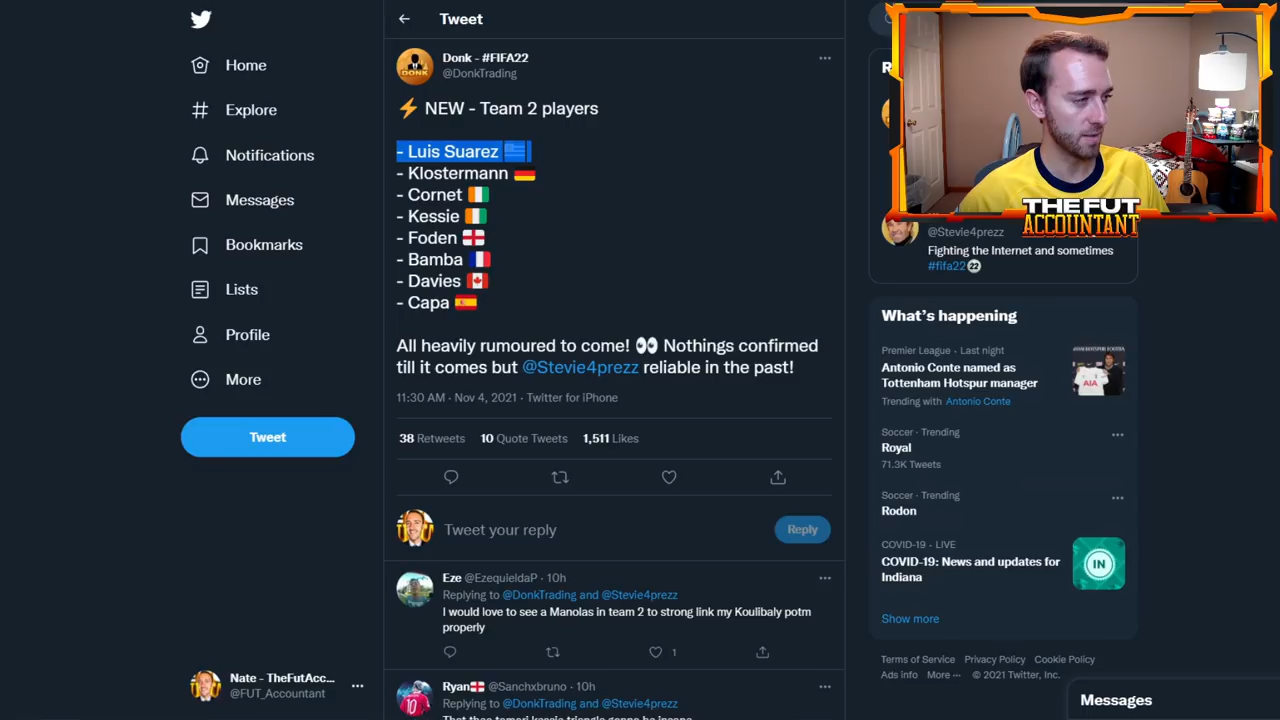 Home
Explore
Notifications
Messages
Bookmarks
Lists
Profile
More
Tweet
Nate - TheFutAcc...
@FUT_Accountant
Tweet
Donk - #FIFA22
@DonkTrading
DONK
⚡ NEW - Team 2 players
- Luis Suarez 🇺🇾
- Klostermann 🇩🇪
- Cornet 🇨🇮
- Kessie 🇨🇮
- Foden 🏴󠁧󠁢󠁥󠁮󠁧󠁿
- Bamba 🇫🇷
- Davies 🇨🇦
- Capa 🇪🇸
All heavily rumoured to come! 👀 Nothings confirmed
till it comes but @Stevie4prezz reliable in the past!
11:30 AM · Nov 4, 2021 · Twitter for iPhone
38 Retweets 10 Quote Tweets 1,511 Likes
Tweet your reply
Reply
Eze @EzequieldaP · 10h
Replying to @DonkTrading and @Stevie4prezz
I would love to see a Manolas in team 2 to strong link my Koulibaly potm
properly
1
Ryan🏴󠁧󠁢󠁥󠁮󠁧󠁿 @Sanchxbruno · 10h
Replying to @DonkTrading and @Stevie4prezz
THE FUT
ACCOUNTANT
@Stevie4prezz
Fighting the Internet and sometimes
#fifa22
What's happening
Premier League · Last night
Antonio Conte named as
Tottenham Hotspur manager
Trending with Antonio Conte
AIA
Soccer · Trending
Royal
71.3K Tweets
Soccer · Trending
Rodon
COVID-19 · LIVE
COVID-19: News and updates for
Indiana
IN
Show more
Terms of Service Privacy Policy Cookie Policy
Ads info More ··· © 2021 Twitter, Inc.
Messages